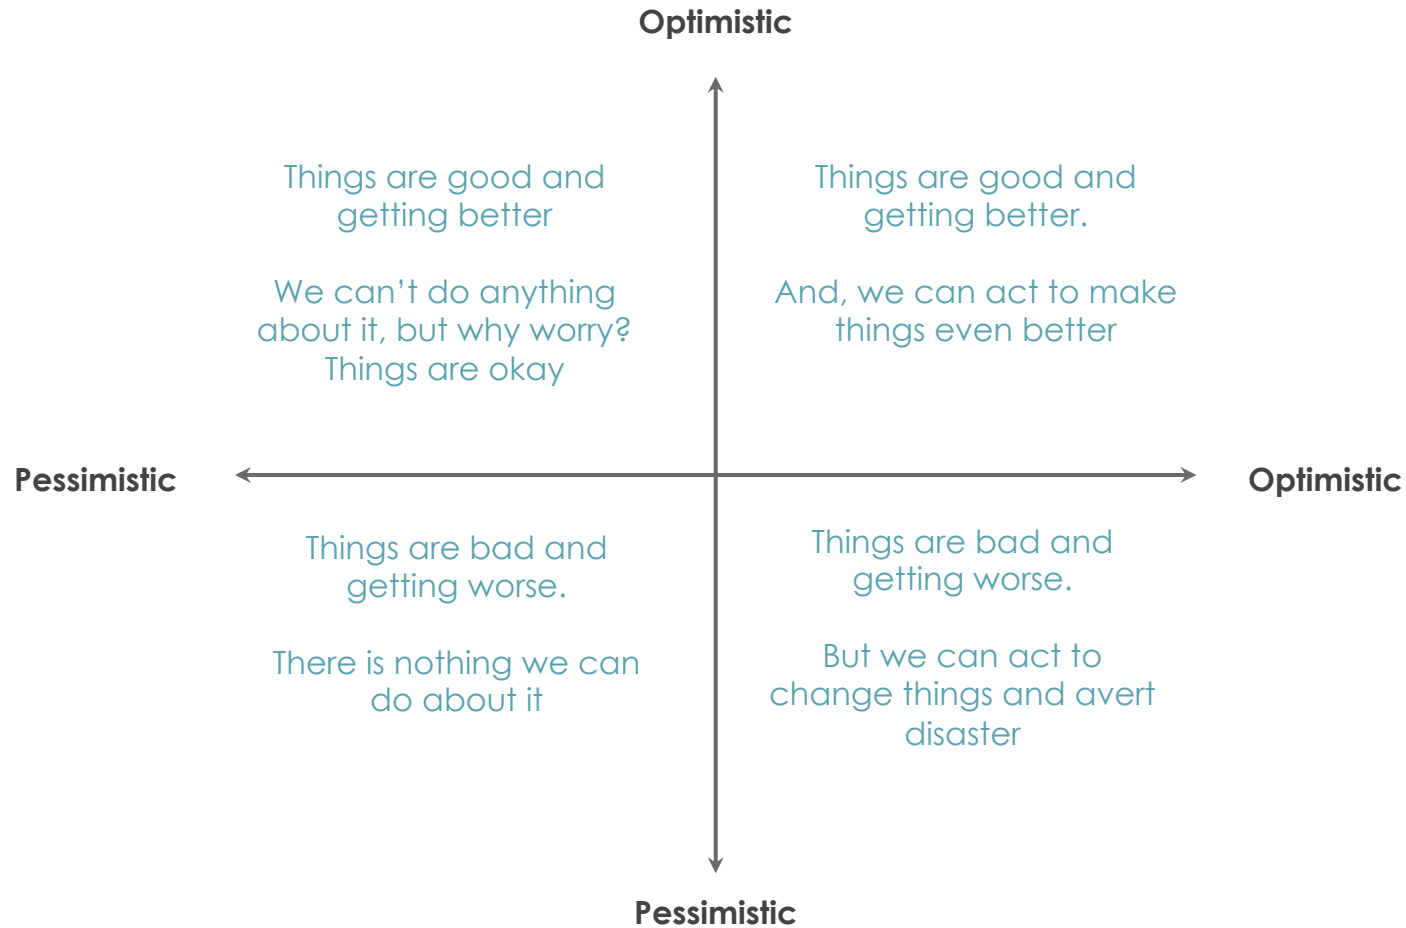 Optimistic
Things are good and
getting better
We can’t do anything
about it, but why worry?
Things are okay
Things are good and
getting better.
And, we can act to make
things even better
Pessimistic
Optimistic
Things are bad and
getting worse.
There is nothing we can
do about it
Things are bad and
getting worse.
But we can act to
change things and avert
disaster
Pessimistic